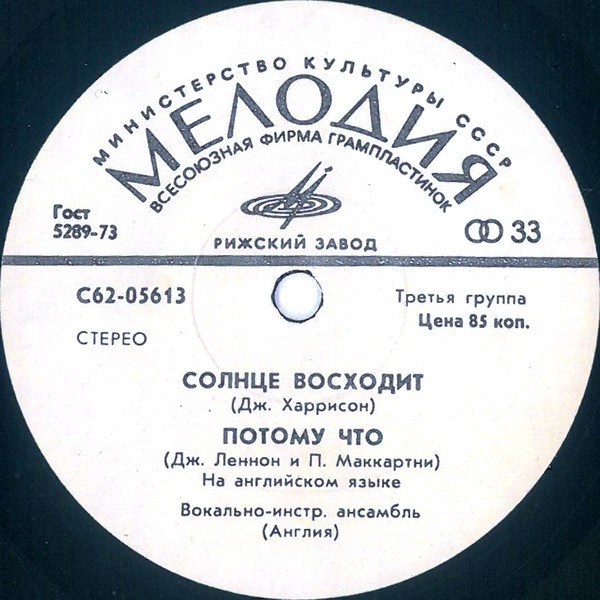 МИНИСТЕРСТВО КУЛЬТУРЫ СССР
МЕЛОДИЯ
ВСЕСОЮЗНАЯ ФИРМА ГРАМПЛАСТИНОК
Гост
5289-73
РИЖСКИЙ ЗАВОД
33
С62-05613
Третья группа
Цена 85 коп.
СТЕРЕО
СОЛНЦЕ ВОСХОДИТ
(Дж. Харрисон)
ПОТОМУ ЧТО
(Дж. Леннон и П. Маккартни)
На английском языке
Вокально-инстр. ансамбль
(Англия)